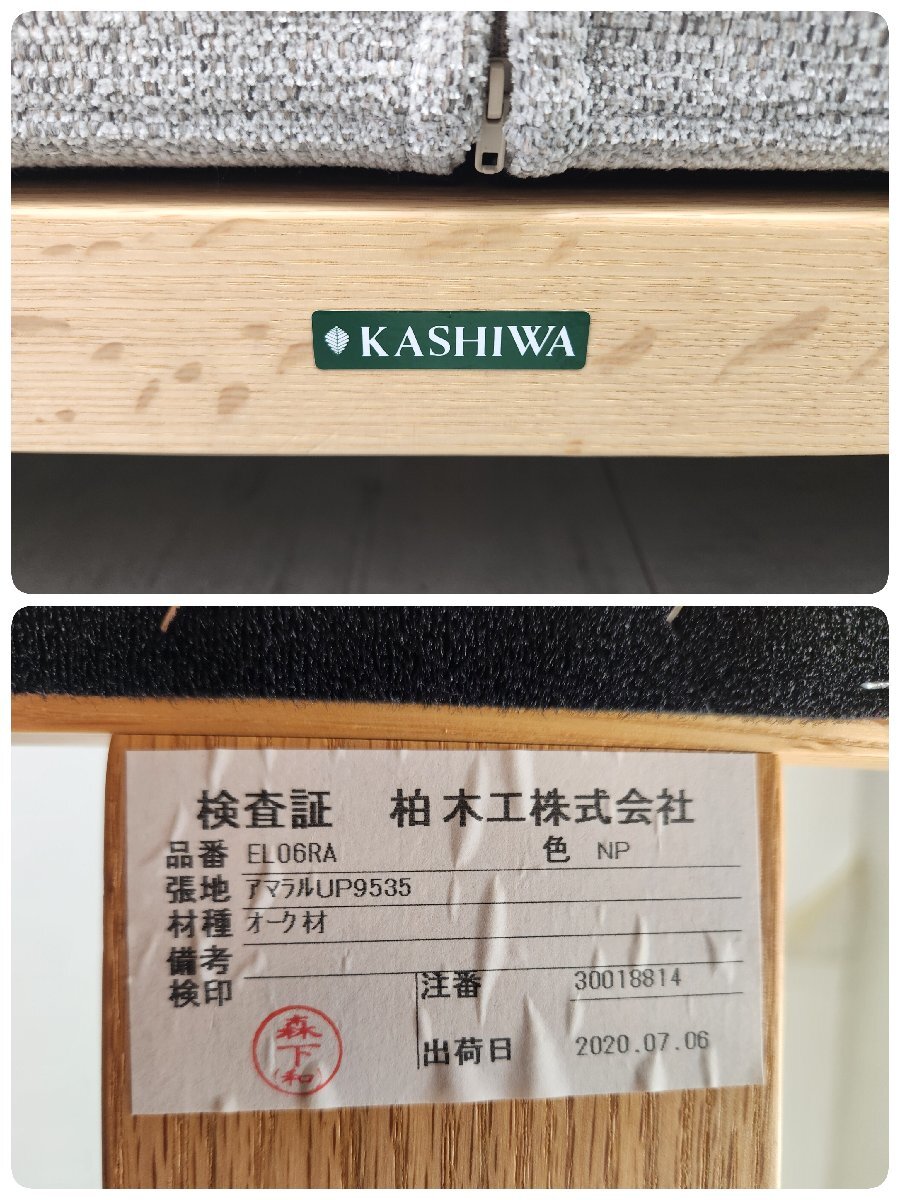 KASHIWA
検査証 柏木工株式会社
品番 EL06RA 色 NP
張地 ｱﾏﾗﾙUP9535
材種 ｵｰｸ材
備考
検印 注番 30018814
出荷日 2020.07.06
森
下
(和)